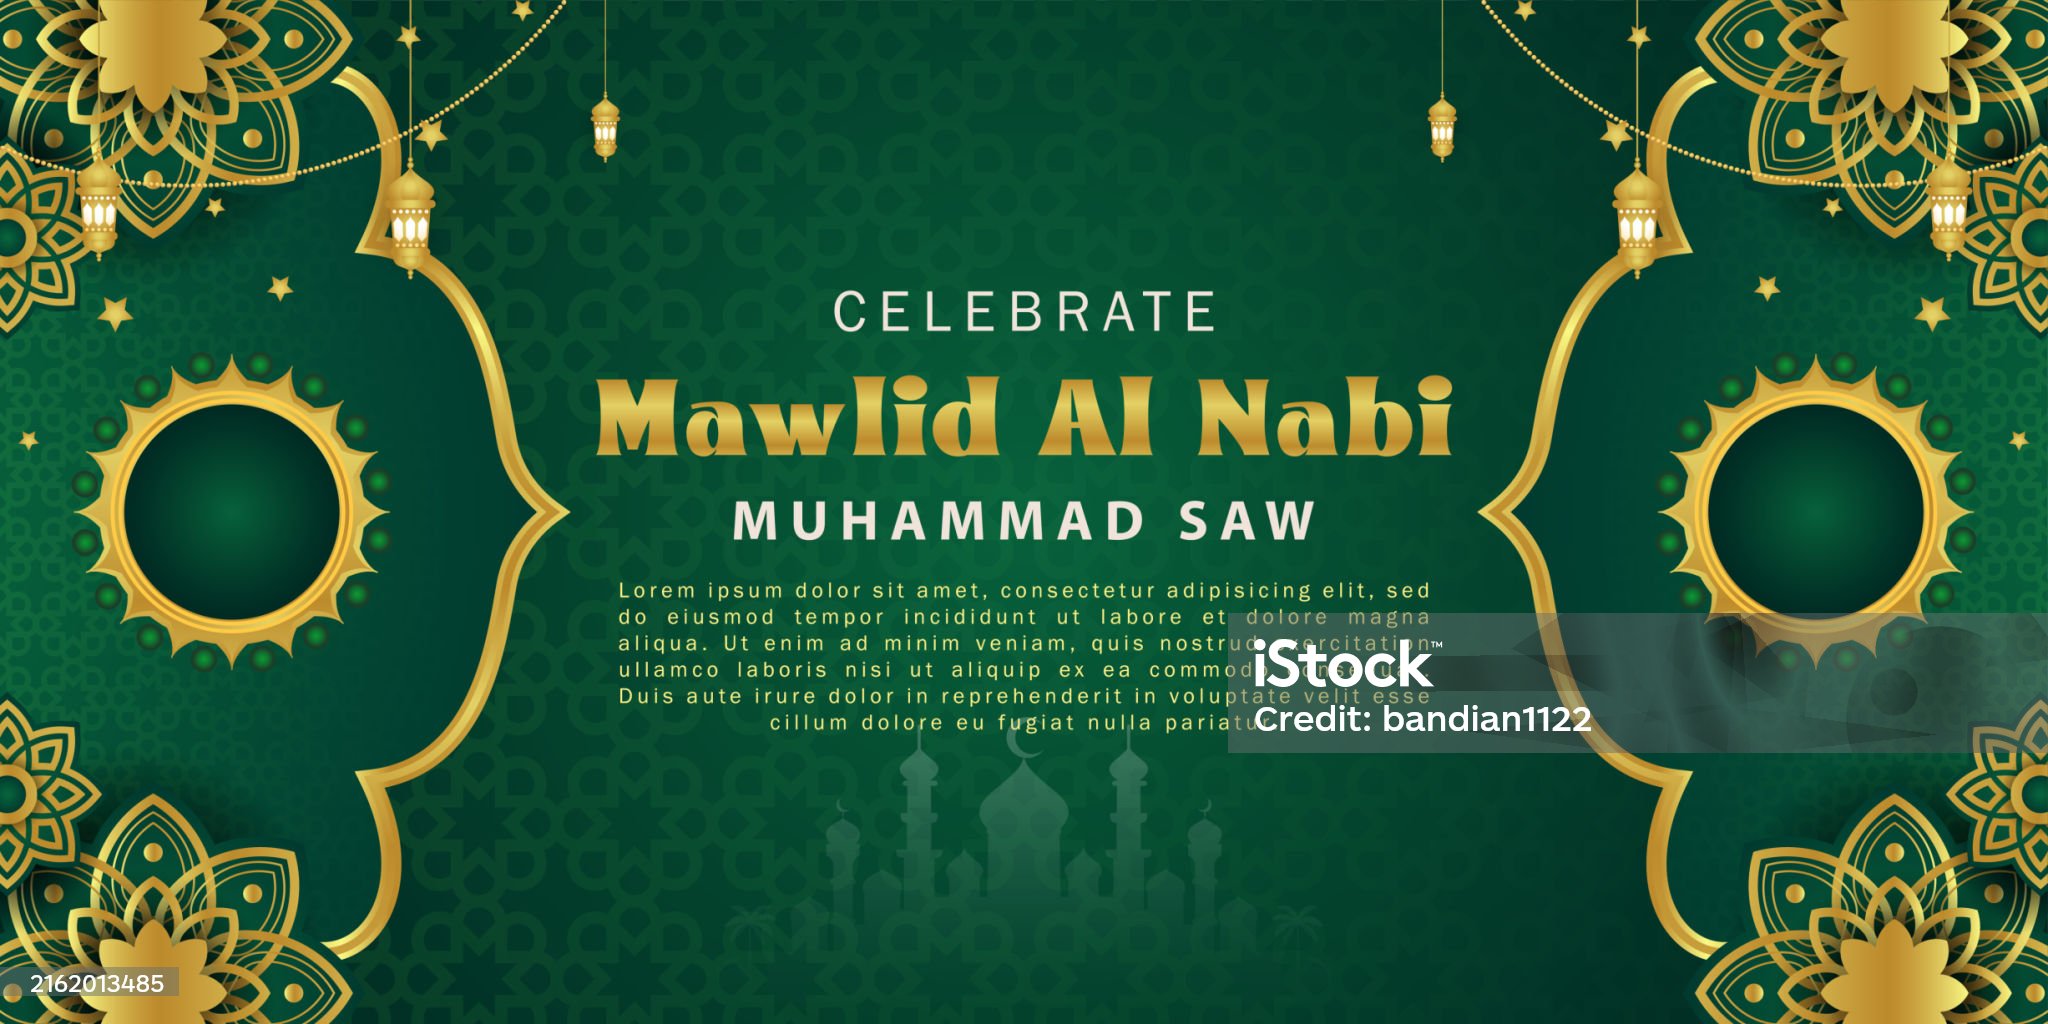 CELEBRATE
Mawlid Al Nabi
MUHAMMAD SAW
Lorem ipsum dolor sit amet, consectetur adipisicing elit, sed
do eiusmod tempor incididunt ut labore et dolore magna
aliqua. Ut enim ad minim veniam, quis nostrud exercitation
ullamco laboris nisi ut aliquip ex ea commodo
Duis aute irure dolor in reprehenderit in voluptate velit esse
cillum dolore eu fugiat nulla pariatur.
iStock™
Credit: bandian1122
2162013485